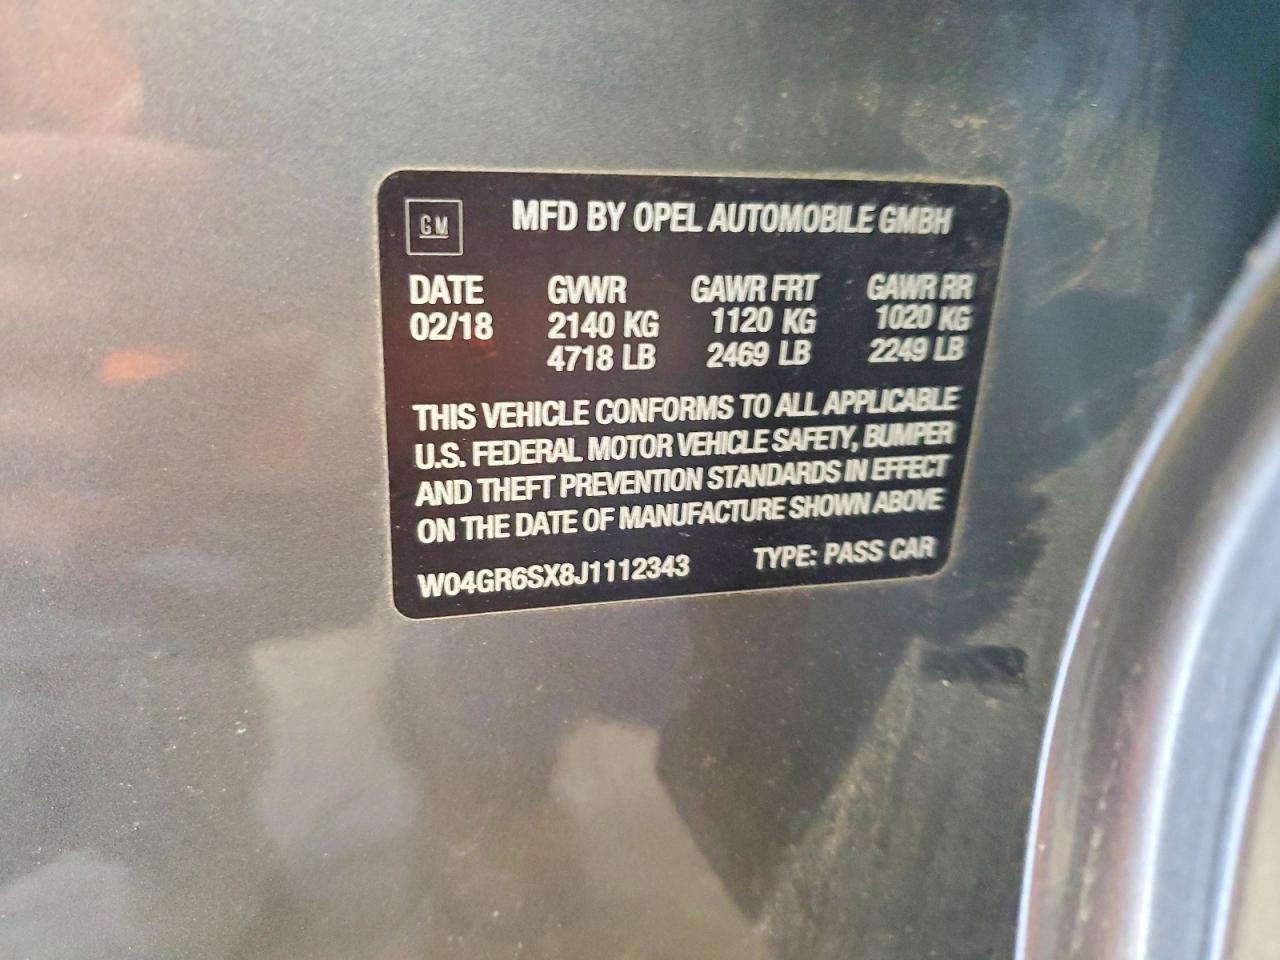 GM
MFD BY OPEL AUTOMOBILE GMBH
DATE GVWR GAWR FRT GAWR RR
02/18 2140 KG 1120 KG 1020 KG
4718 LB 2469 LB 2249 LB
THIS VEHICLE CONFORMS TO ALL APPLICABLE
U.S. FEDERAL MOTOR VEHICLE SAFETY, BUMPER
AND THEFT PREVENTION STANDARDS IN EFFECT
ON THE DATE OF MANUFACTURE SHOWN ABOVE
W04GR6SX8J1112343 TYPE: PASS CAR